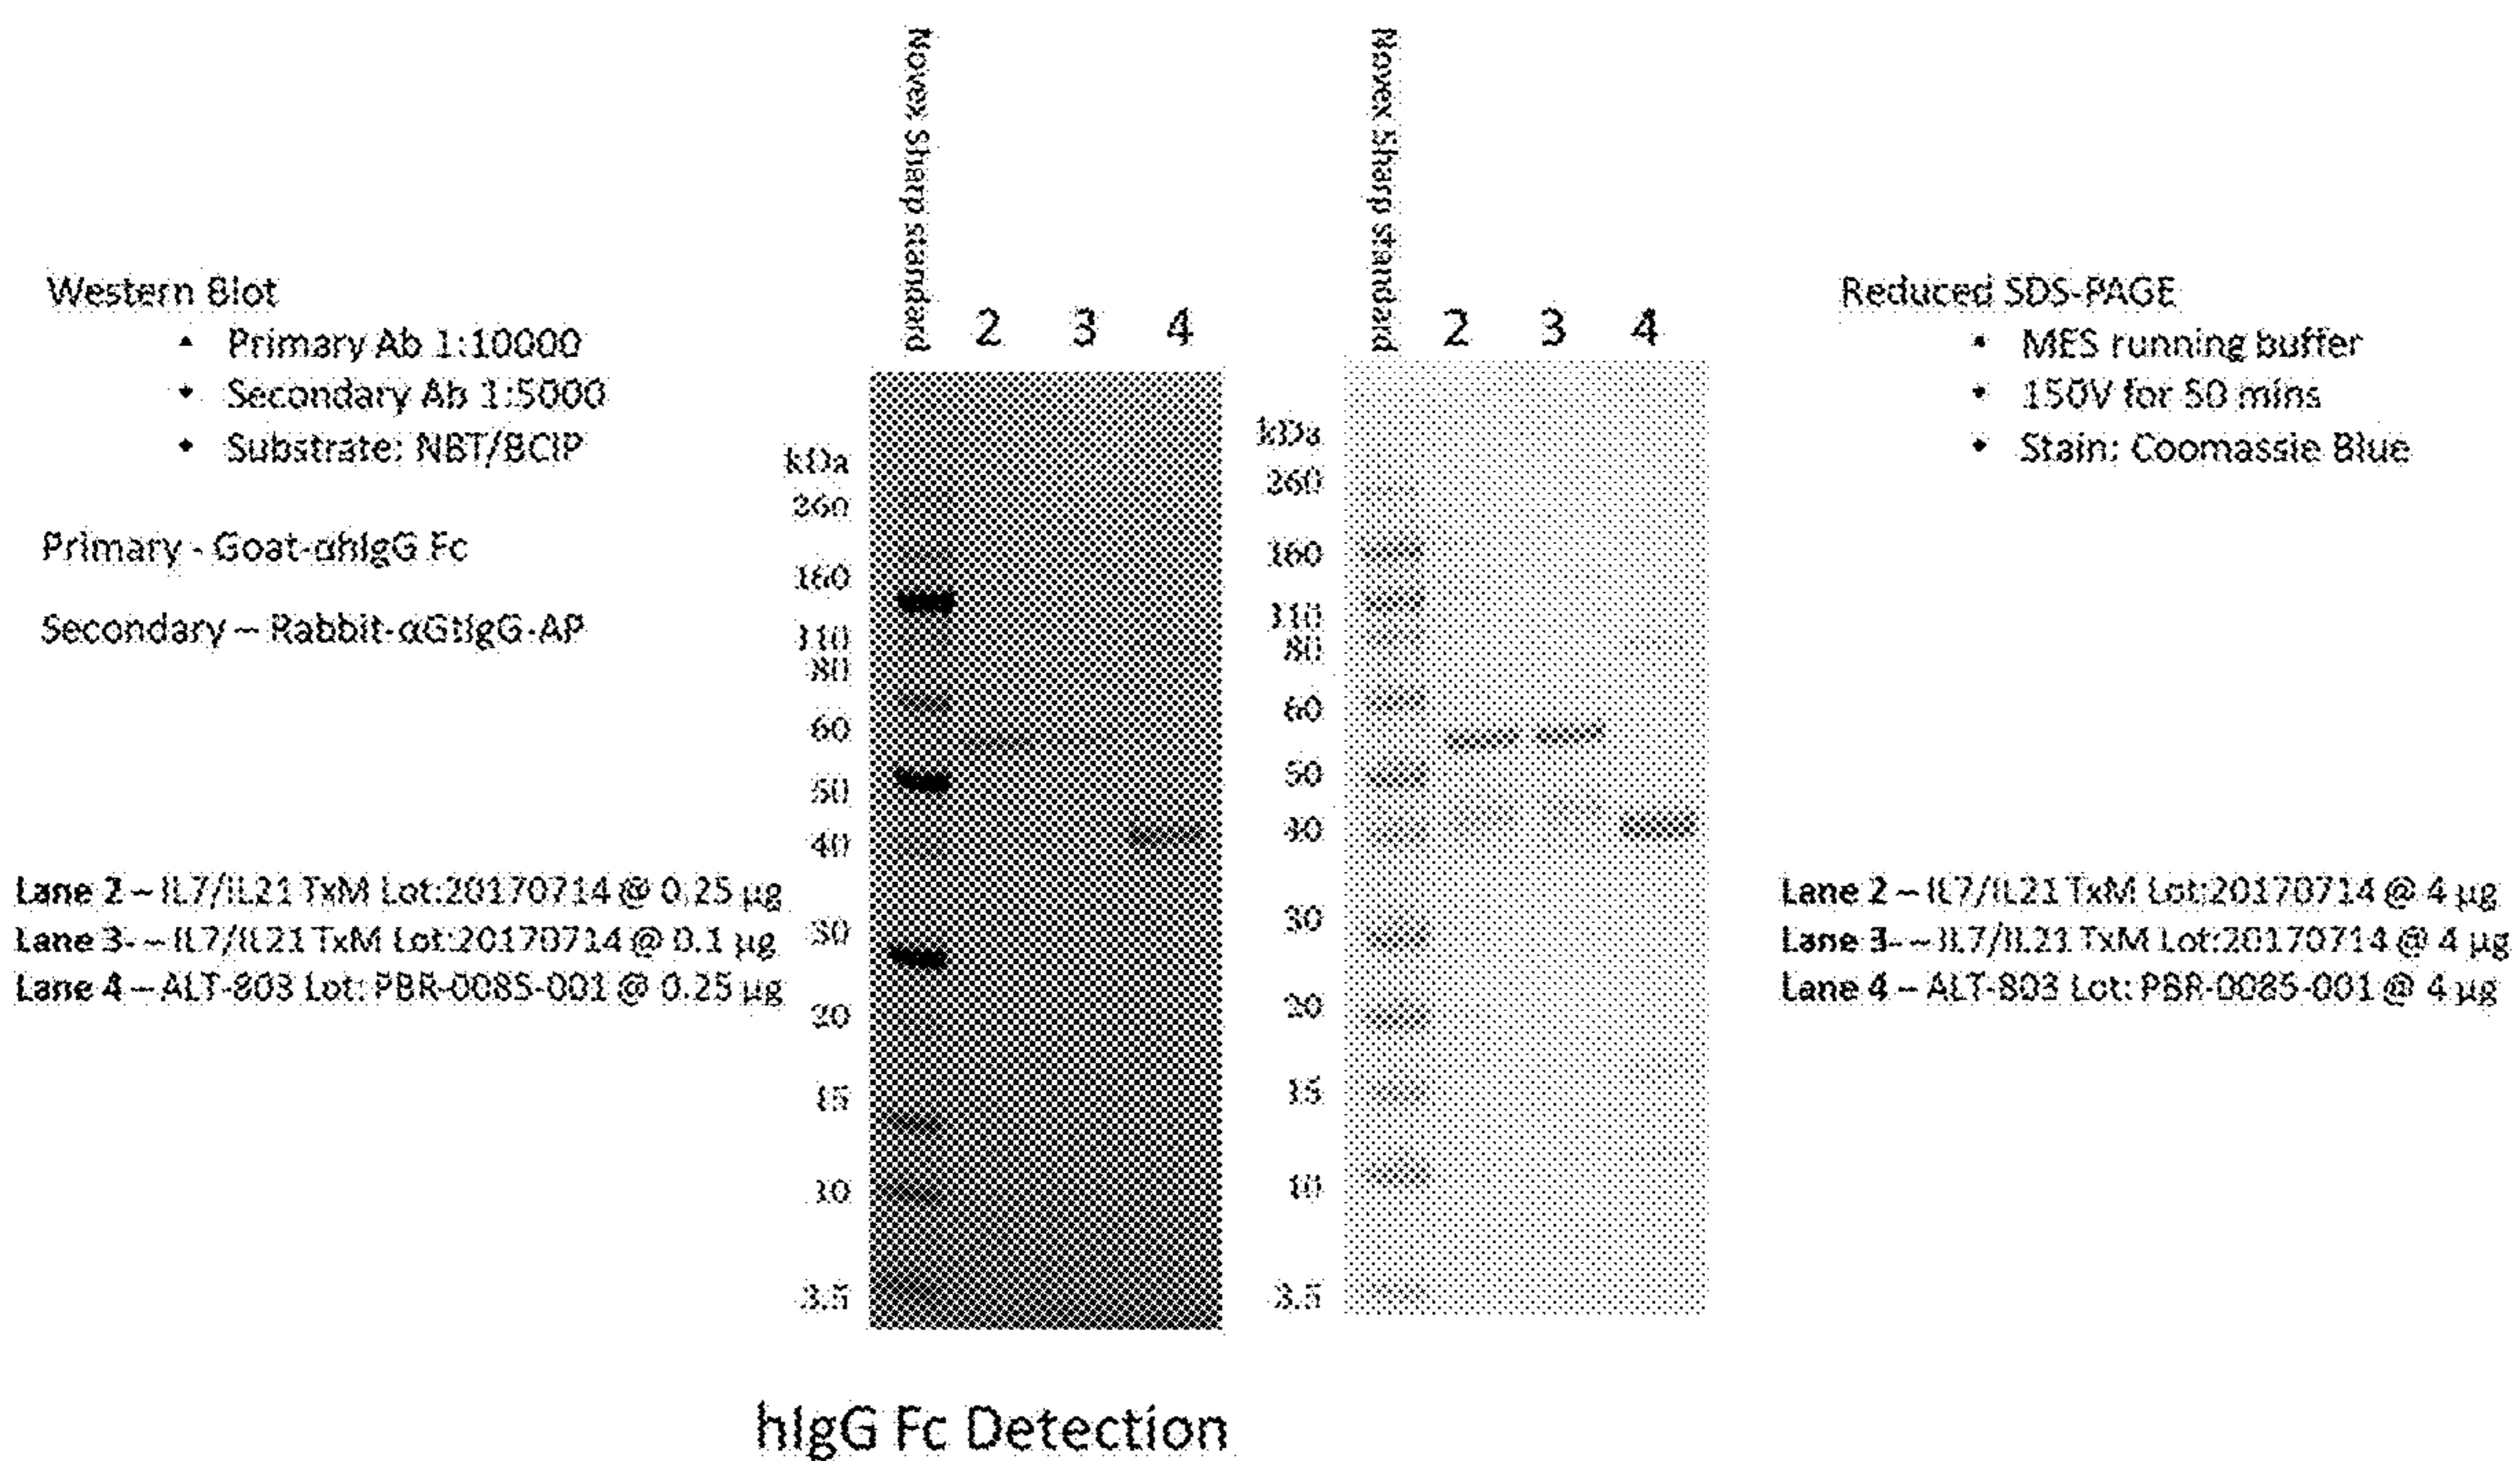 Novex Sharp standard
2 3 4
Western Blot
▴ Primary Ab 1:10000
• Secondary Ab 1:5000
• Substrate: NBT/BCIP
Primary - Goat-αhIgG Fc
Secondary – Rabbit-αGtIgG-AP
Lane 2 – IL7/IL21 TxM Lot:20170714 @ 0.25 µg
Lane 3 – IL7/IL21 TxM Lot:20170714 @ 0.1 µg
Lane 4 – ALT-803 Lot: PBR-0085-001 @ 0.25 µg
kDa
260
160
110
80
60
50
40
30
20
15
10
3.5
Novex Sharp standard
2 3 4
kDa
260
160
110
80
60
50
40
30
20
15
10
3.5
Reduced SDS-PAGE
• MES running buffer
• 150V for 50 mins
• Stain: Coomassie Blue
Lane 2 – IL7/IL21 TxM Lot:20170714 @ 4 µg
Lane 3 – IL7/IL21 TxM Lot:20170714 @ 4 µg
Lane 4 – ALT-803 Lot: PBR-0085-001 @ 4 µg
hIgG Fc Detection